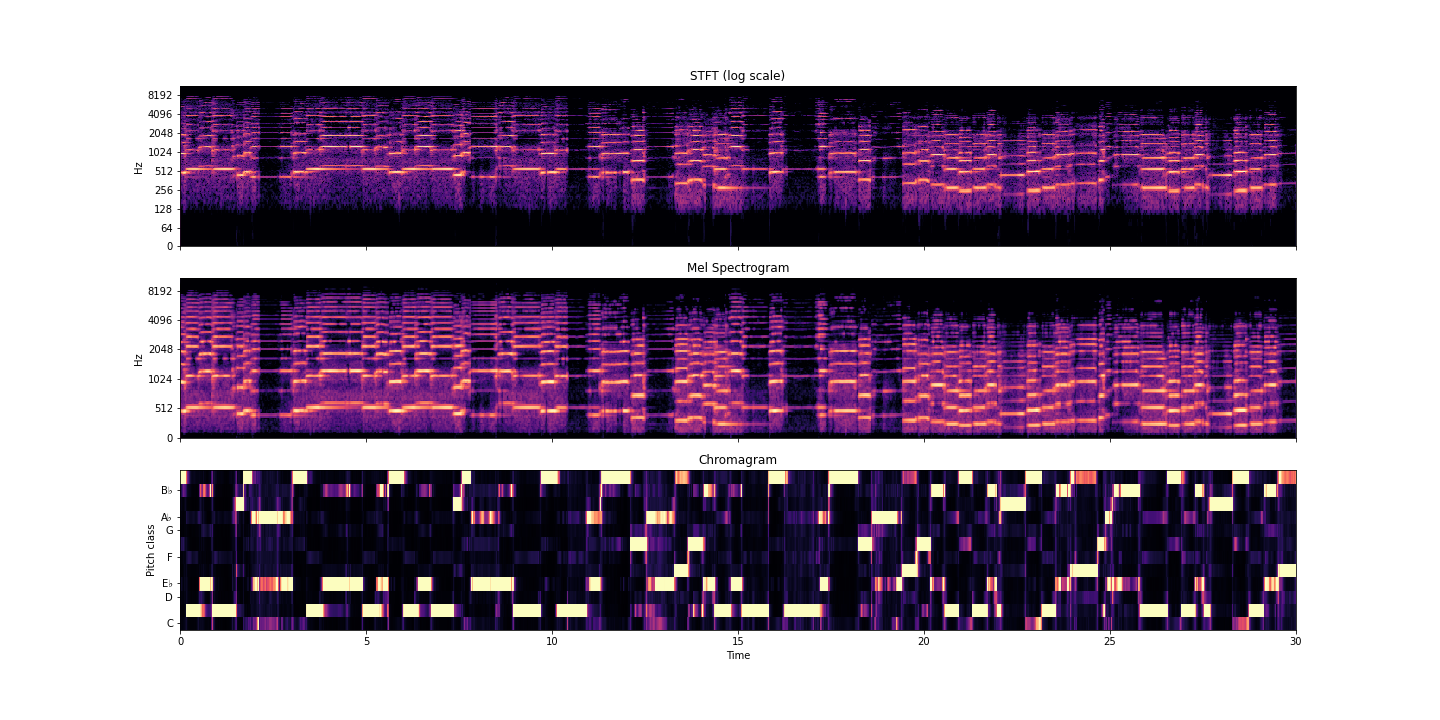 STFT (log scale)
8192
4096
2048
1024
512
256
128
64
0
Hz
Mel Spectrogram
8192
4096
2048
1024
512
0
Hz
Chromagram
B♭
A♭
G
F
E♭
D
C
Pitch class
0 5 10 15 20 25 30
Time